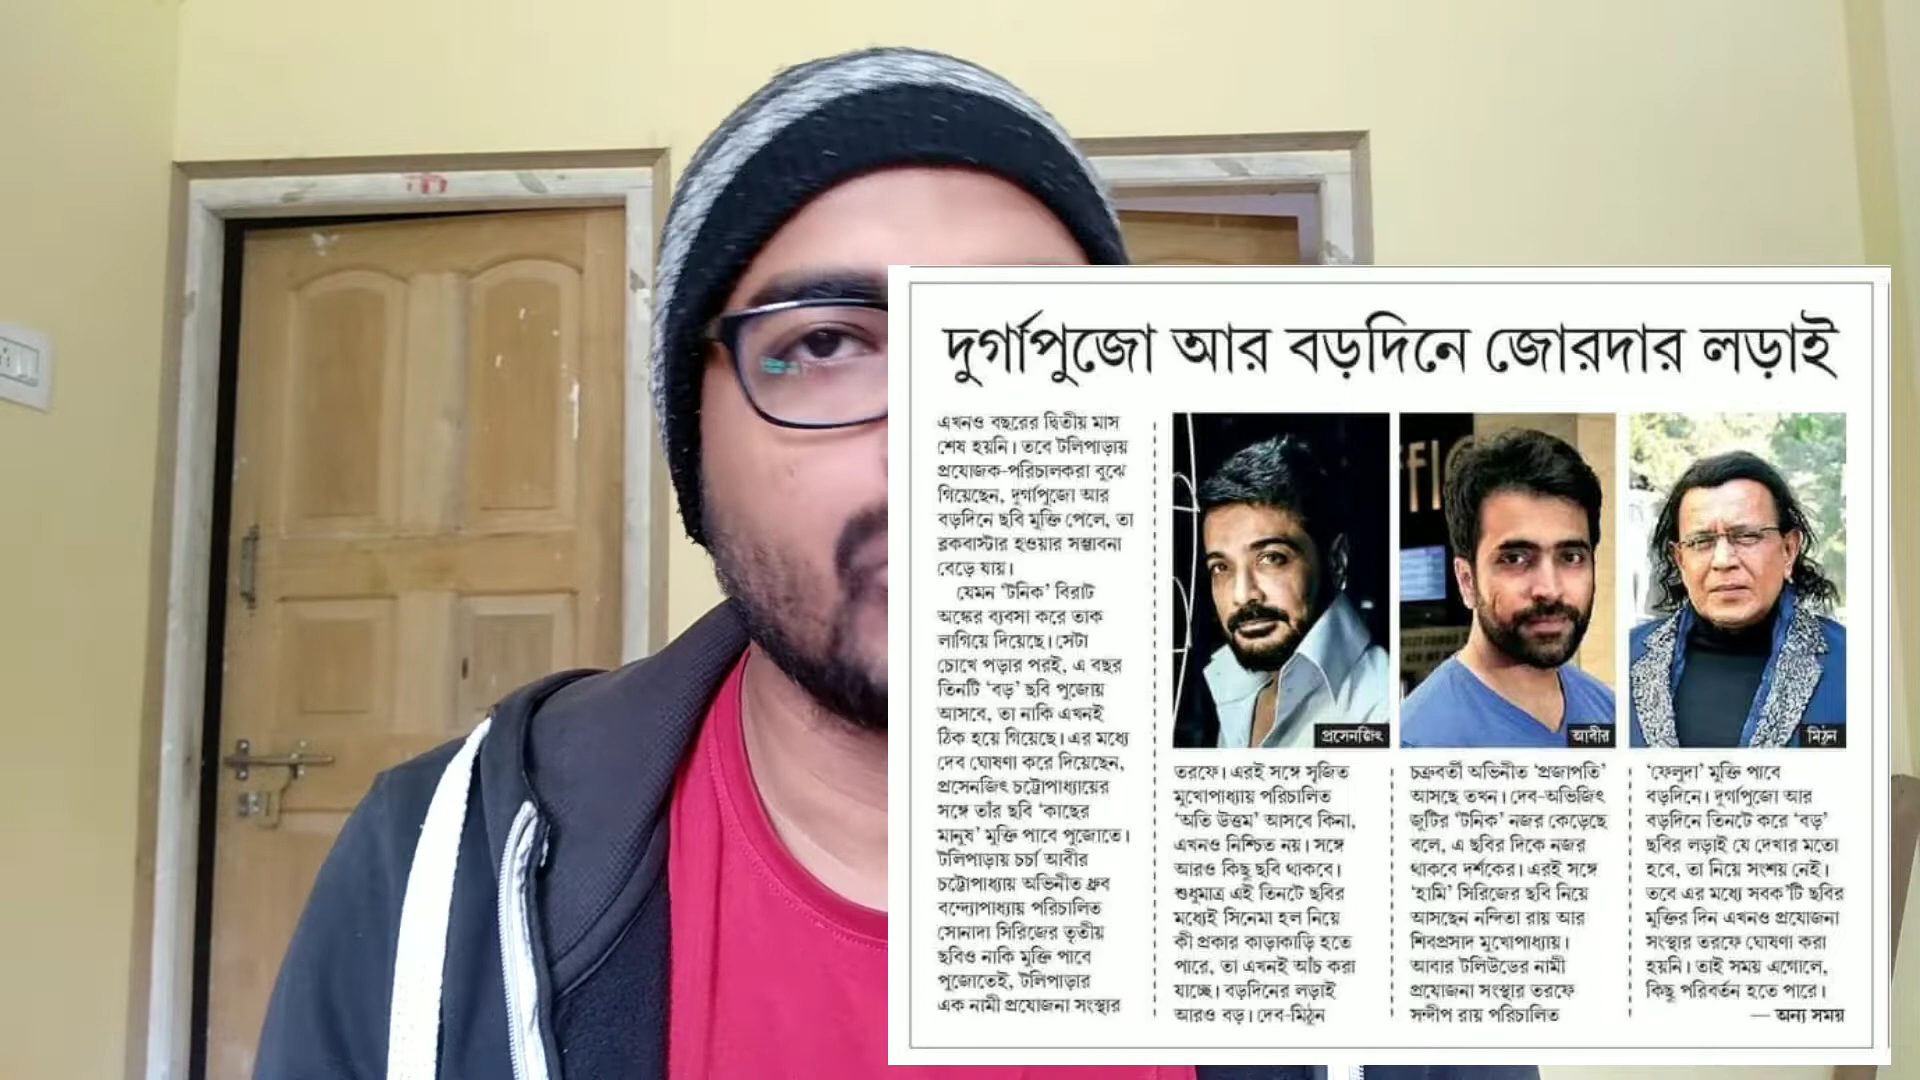 দুর্গাপুজো আর বড়দিনে জোরদার লড়াই
এখনও বছরের দ্বিতীয় মাস
শেষ হয়নি। তবে টলিপাড়ায়
প্রযোজক-পরিচালকরা বুঝে
গিয়েছেন, দুর্গাপুজো আর
বড়দিনে ছবি মুক্তি পেলে, তা
ব্লকবাস্টার হওয়ার সম্ভাবনা
বেড়ে যায়।
যেমন ‘টনিক’ বিরাট
অঙ্কের ব্যবসা করে তাক
লাগিয়ে দিয়েছে। সেটা
চোখে পড়ার পরই, এ বছর
তিনটি ‘বড়’ ছবি পুজোয়
আসবে, তা নাকি এখনই
ঠিক হয়ে গিয়েছে। এর মধ্যে
দেব ঘোষণা করে দিয়েছেন,
প্রসেনজিৎ চট্টোপাধ্যায়ের
সঙ্গে তাঁর ছবি ‘কাছের
মানুষ’ মুক্তি পাবে পুজোতে।
টলিপাড়ায় চর্চা আবীর
চট্টোপাধ্যায় অভিনীত ধ্রুব
বন্দ্যোপাধ্যায় পরিচালিত
সোনাদা সিরিজের তৃতীয়
ছবিও নাকি মুক্তি পাবে
পুজোতেই, টলিপাড়ার
এক নামী প্রযোজনা সংস্থার
প্রসেনজিৎ
আবীর
মিঠুন
তরফে। এরই সঙ্গে সৃজিত
মুখোপাধ্যায় পরিচালিত
‘অতি উত্তম’ আসবে কিনা,
এখনও নিশ্চিত নয়। সঙ্গে
আরও কিছু ছবি থাকবে।
শুধুমাত্র এই তিনটে ছবির
মধ্যেই সিনেমা হল নিয়ে
কী প্রকার কাড়াকাড়ি হতে
পারে, তা এখনই আঁচ করা
যাচ্ছে। বড়দিনের লড়াই
আরও বড়। দেব-মিঠুন
চক্রবর্তী অভিনীত ‘প্রজাপতি’
আসছে তখন। দেব-অভিজিৎ
জুটির ‘টনিক’ নজর কেড়েছে
বলে, এ ছবির দিকে নজর
থাকবে দর্শকের। এরই সঙ্গে
‘হামি’ সিরিজের ছবি নিয়ে
আসছেন নন্দিতা রায় আর
শিবপ্রসাদ মুখোপাধ্যায়।
আবার টলিউডের নামী
প্রযোজনা সংস্থার তরফে
সন্দীপ রায় পরিচালিত
‘ফেলুদা’ মুক্তি পাবে
বড়দিনে। দুর্গাপুজো আর
বড়দিনে তিনটে করে ‘বড়’
ছবির লড়াই যে দেখার মতো
হবে, তা নিয়ে সংশয় নেই।
তবে এর মধ্যে সবক’টি ছবির
মুক্তির দিন এখনও প্রযোজনা
সংস্থার তরফে ঘোষণা করা
হয়নি। তাই সময় এগোলে,
কিছু পরিবর্তন হতে পারে।
— অন্য সময়